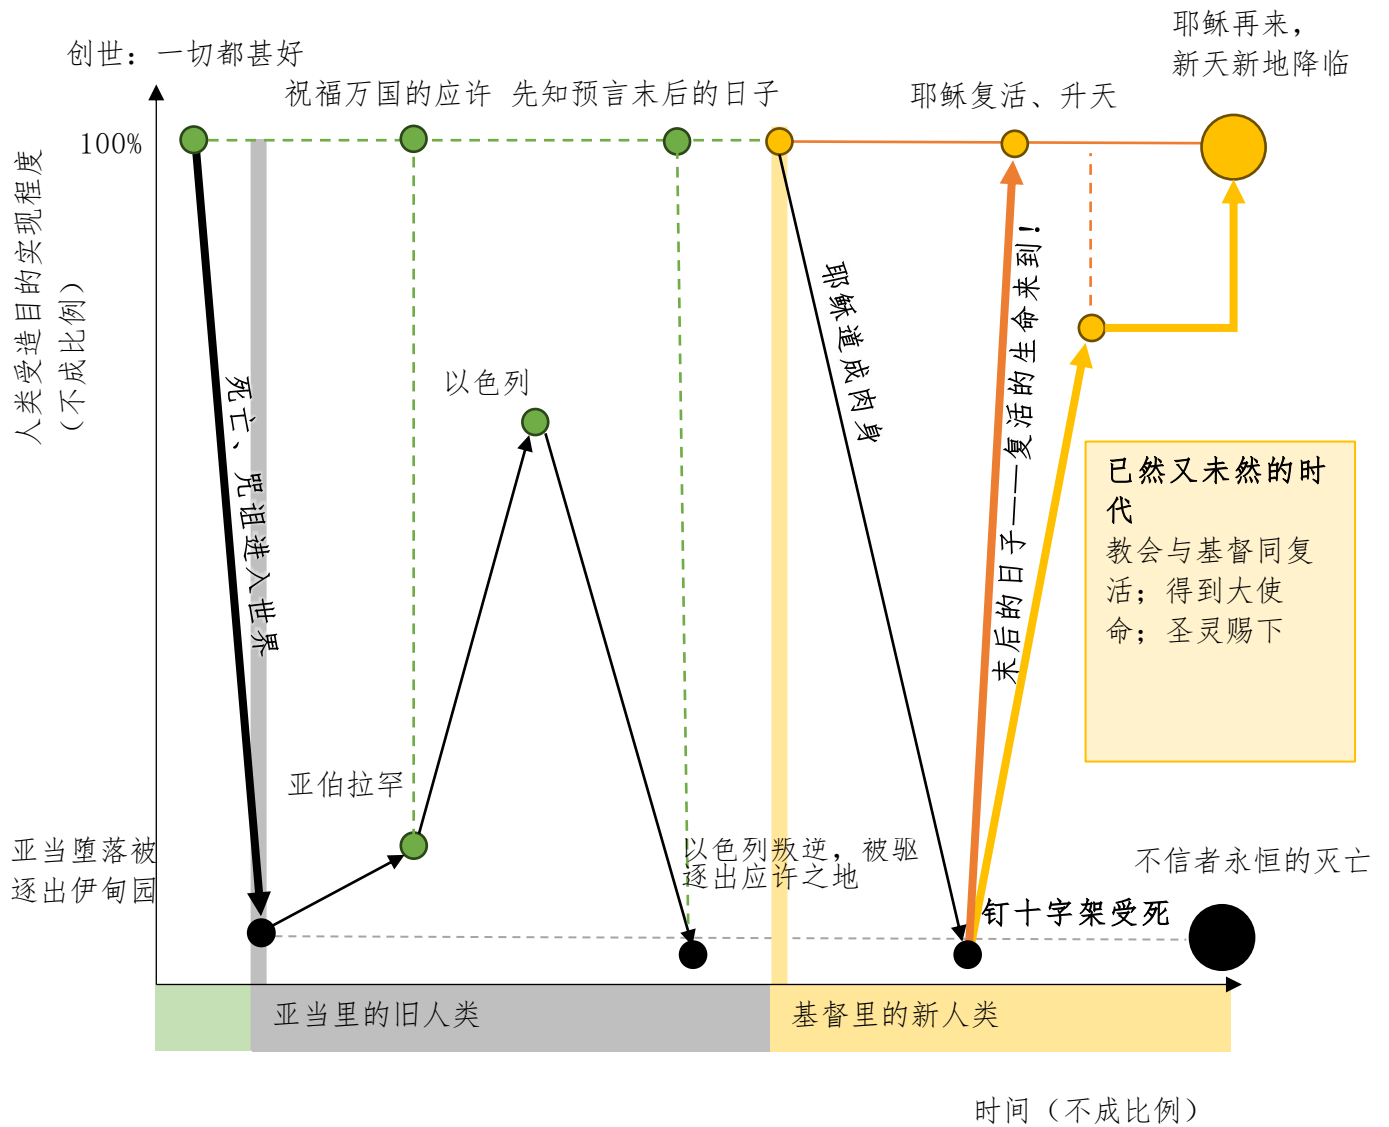 创世：一切都甚好
耶稣再来，
新天新地降临
祝福万国的应许
先知预言末后的日子
耶稣复活、升天
100%
人类受造目的实现程度
（不成比例）
死亡、咒诅进入世界
以色列
耶稣道成肉身
末后的日子——复活的生命来到！
已然又未然的时
代
教会与基督同复
活；得到大使
命；圣灵赐下
亚伯拉罕
亚当堕落被
逐出伊甸园
以色列叛逆，被驱
逐出应许之地
钉十字架受死
不信者永恒的灭亡
亚当里的旧人类
基督里的新人类
时间（不成比例）